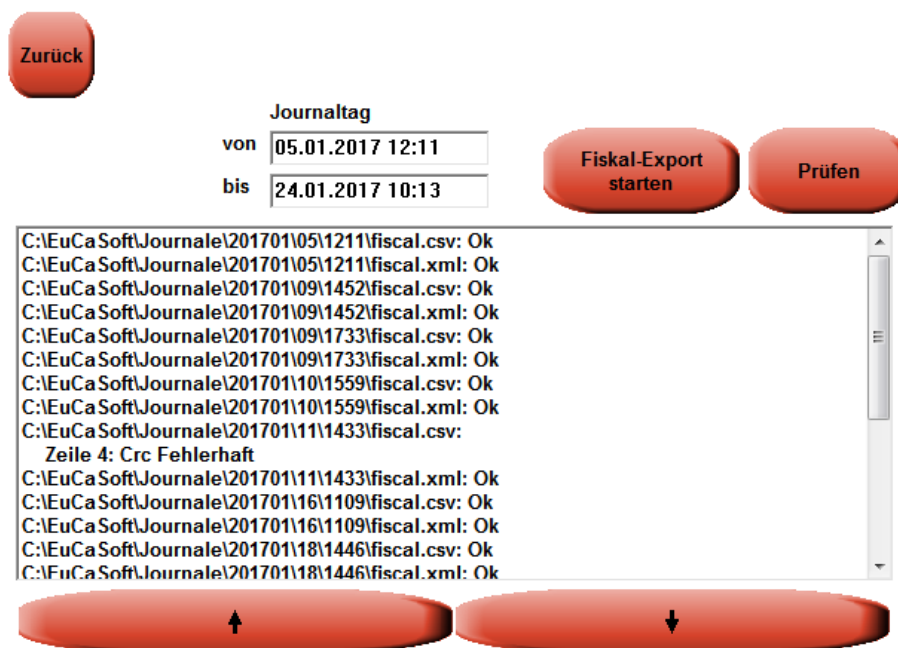 Zurück
Journaltag
von 05.01.2017 12:11
bis 24.01.2017 10:13
Fiskal-Export
starten
Prüfen
C:\EuCaSoft\Journale\201701\05\1211\fiscal.csv: Ok
C:\EuCaSoft\Journale\201701\05\1211\fiscal.xml: Ok
C:\EuCaSoft\Journale\201701\09\1452\fiscal.csv: Ok
C:\EuCaSoft\Journale\201701\09\1452\fiscal.xml: Ok
C:\EuCaSoft\Journale\201701\09\1733\fiscal.csv: Ok
C:\EuCaSoft\Journale\201701\09\1733\fiscal.xml: Ok
C:\EuCaSoft\Journale\201701\10\1559\fiscal.csv: Ok
C:\EuCaSoft\Journale\201701\10\1559\fiscal.xml: Ok
C:\EuCaSoft\Journale\201701\11\1433\fiscal.csv:
Zeile 4: Crc Fehlerhaft
C:\EuCaSoft\Journale\201701\11\1433\fiscal.xml: Ok
C:\EuCaSoft\Journale\201701\16\1109\fiscal.csv: Ok
C:\EuCaSoft\Journale\201701\16\1109\fiscal.xml: Ok
C:\EuCaSoft\Journale\201701\18\1446\fiscal.csv: Ok
C:\EuCaSoft\Journale\201701\18\1446\fiscal.xml: Ok